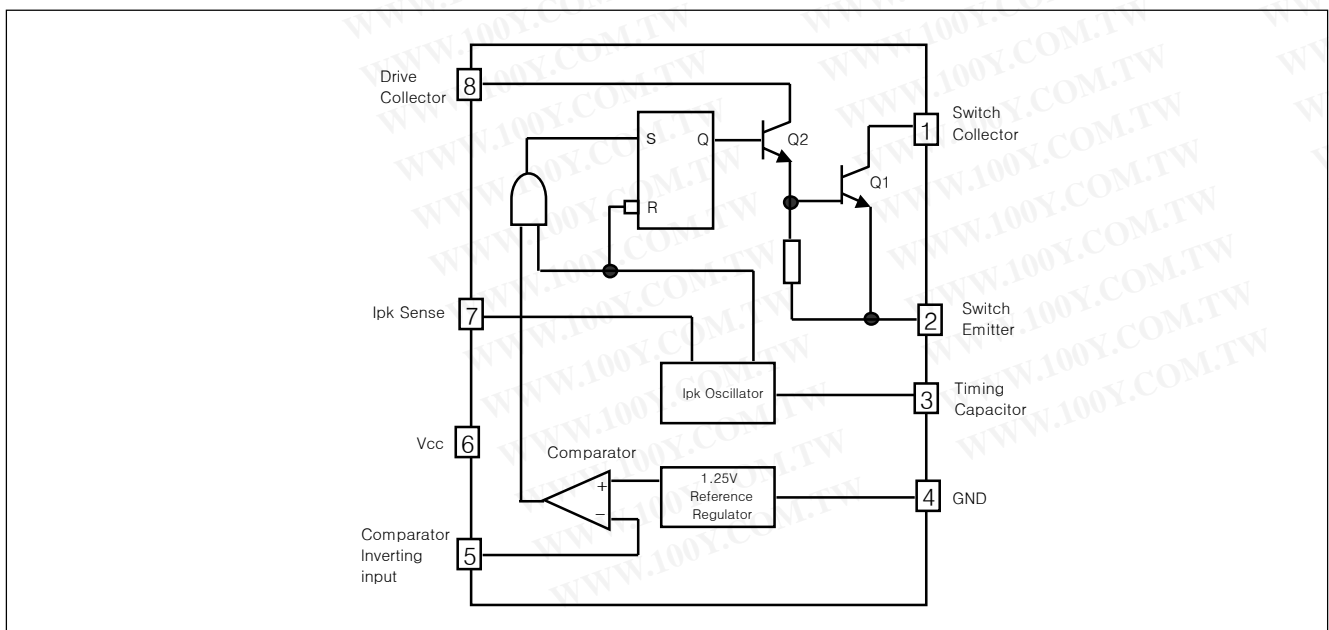 Drive
Collector
8
S
Q
Q2
R
Q1
1
Switch
Collector
Ipk Sense
7
2
Switch
Emitter
Ipk Oscillator
3
Timing
Capacitor
Vcc
6
Comparator
+
−
1.25V
Reference
Regulator
4
GND
Comparator
Inverting
input
5
WWW.100Y.COM.TW